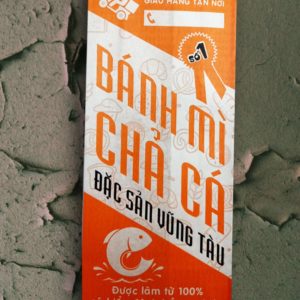 GIAO HÀNG TẬN NƠI
SỐ 1
BÁNH MÌ
CHẢ CÁ
ĐẶC SẢN VŨNG TÀU
Được làm từ 100%